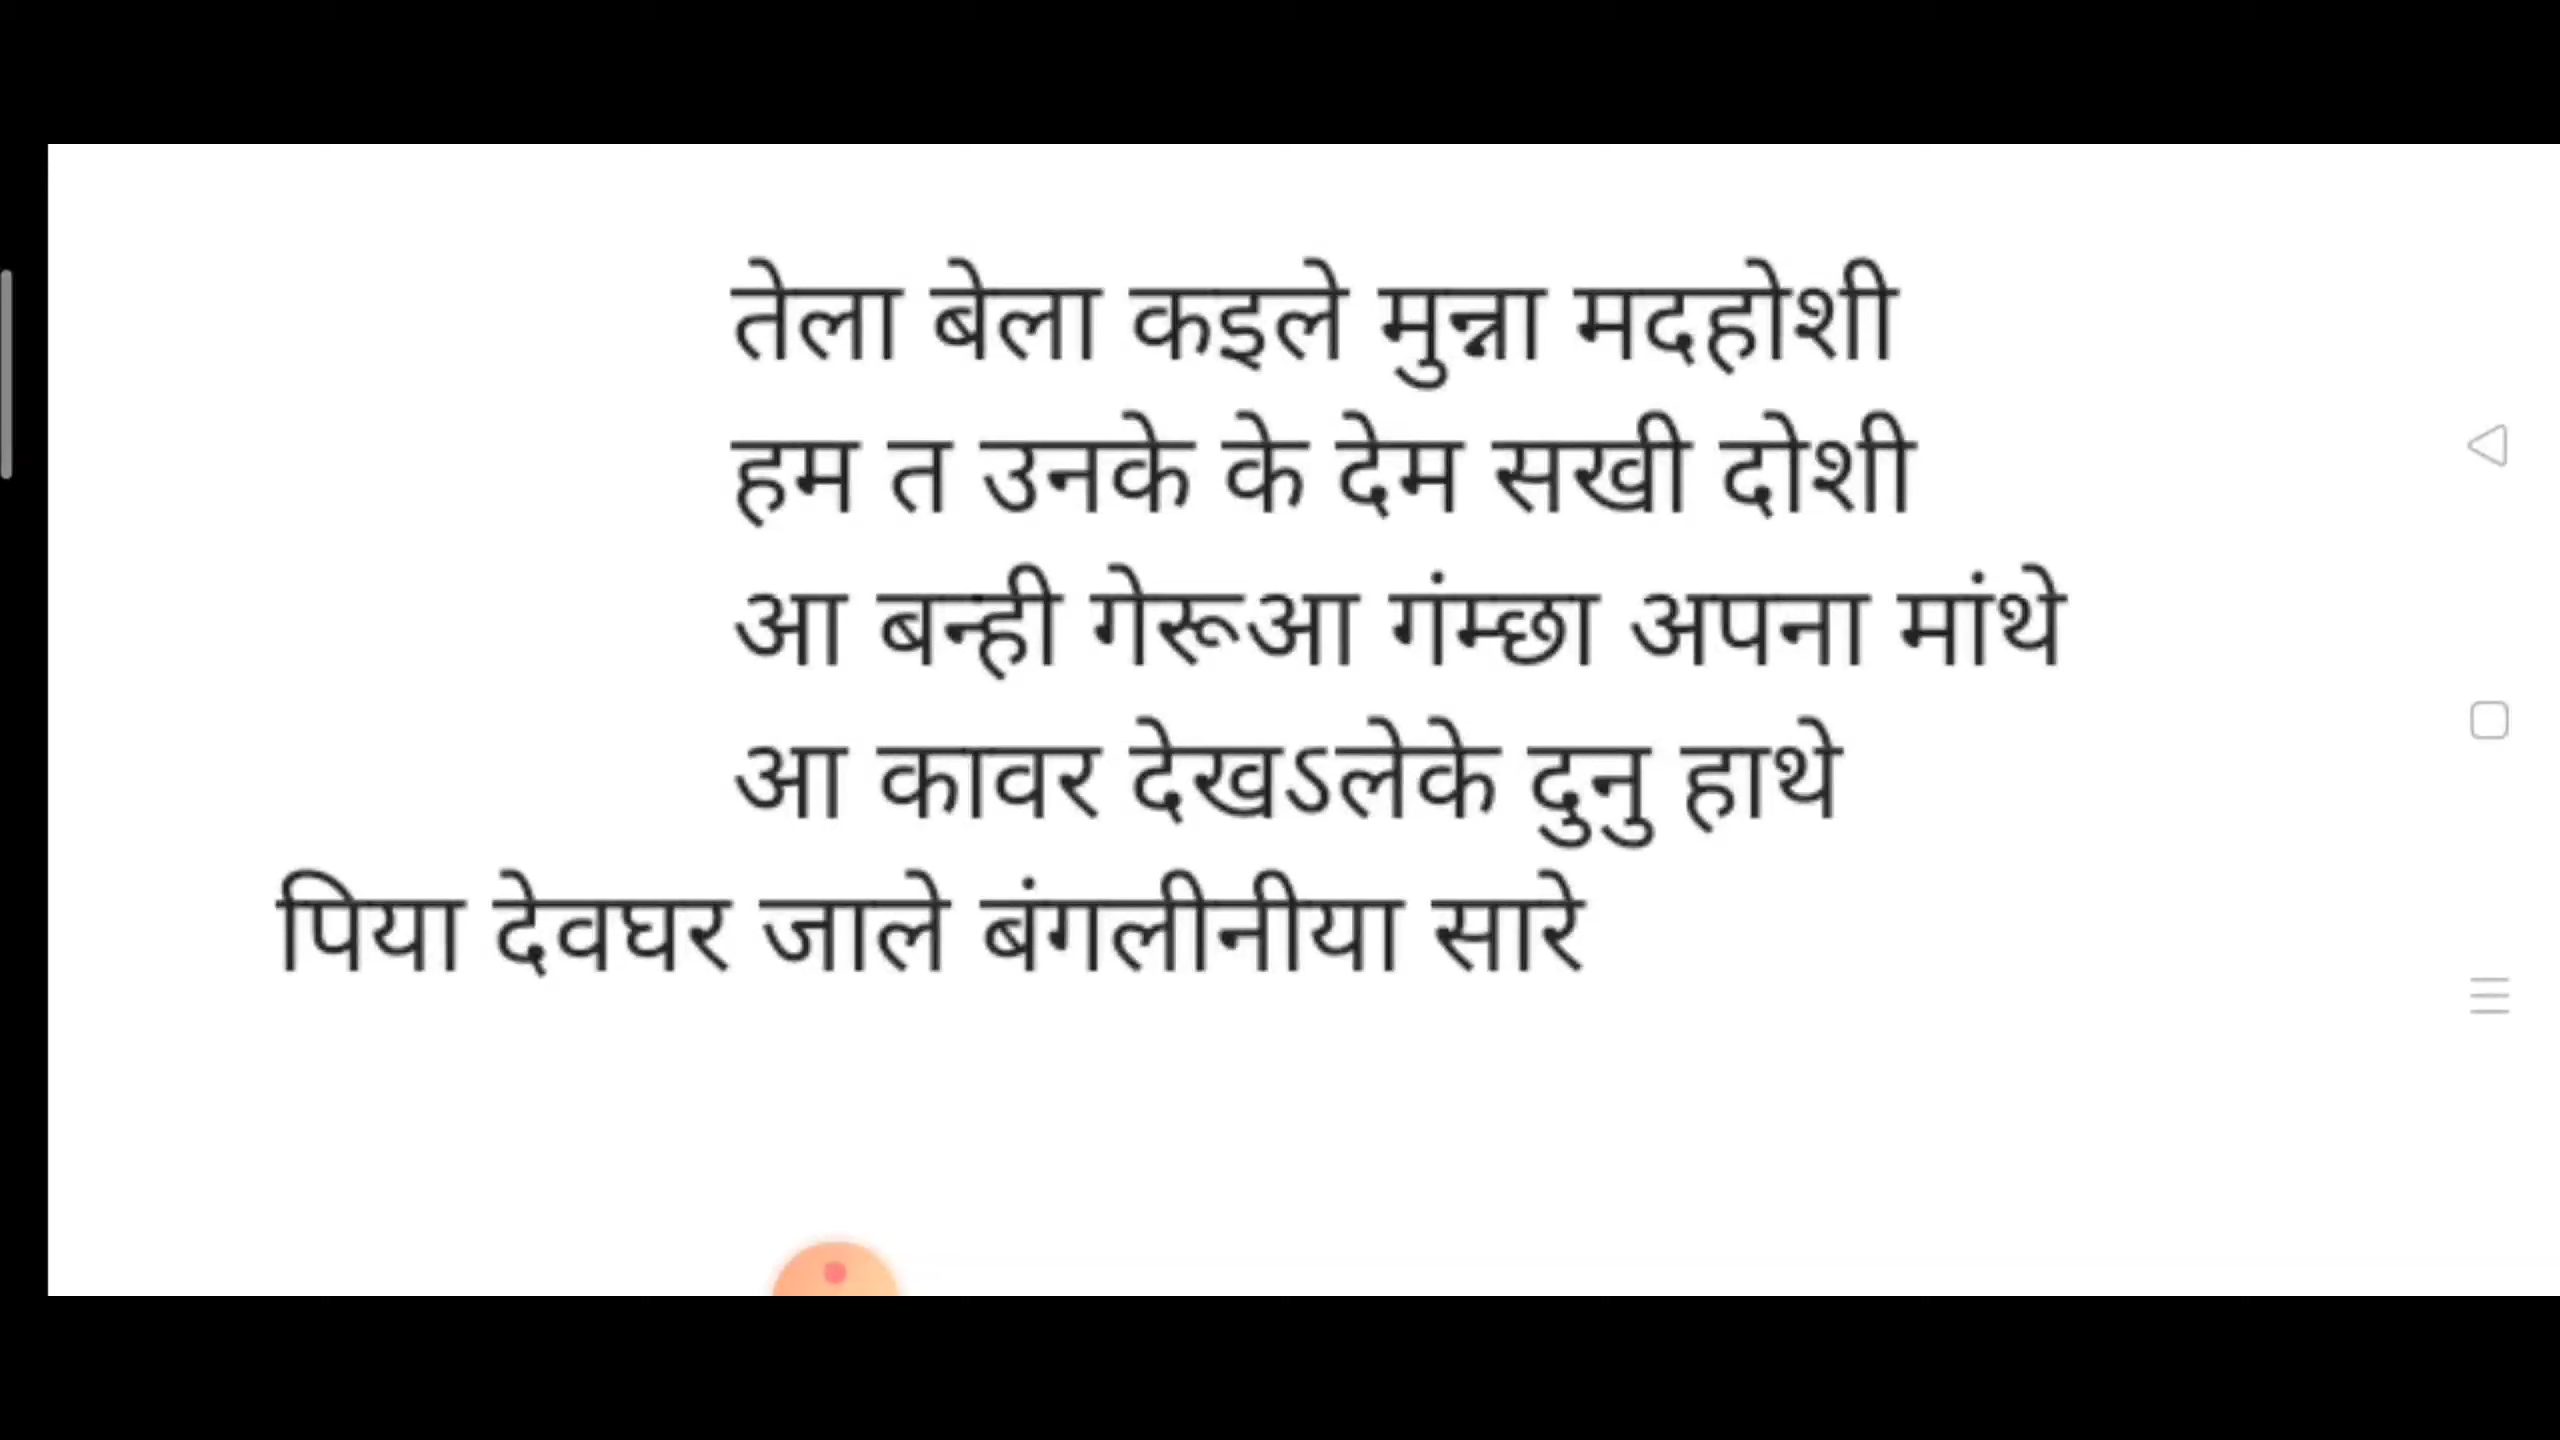 तेला बेला कइले मुन्ना मदहोशी
हम त उनके के देम सखी दोशी
आ बन्ही गेरूआ गंम्छा अपना मांथे
आ कावर देखऽलेके दुनु हाथे
पिया देवघर जाले बंगलीनीया सारे